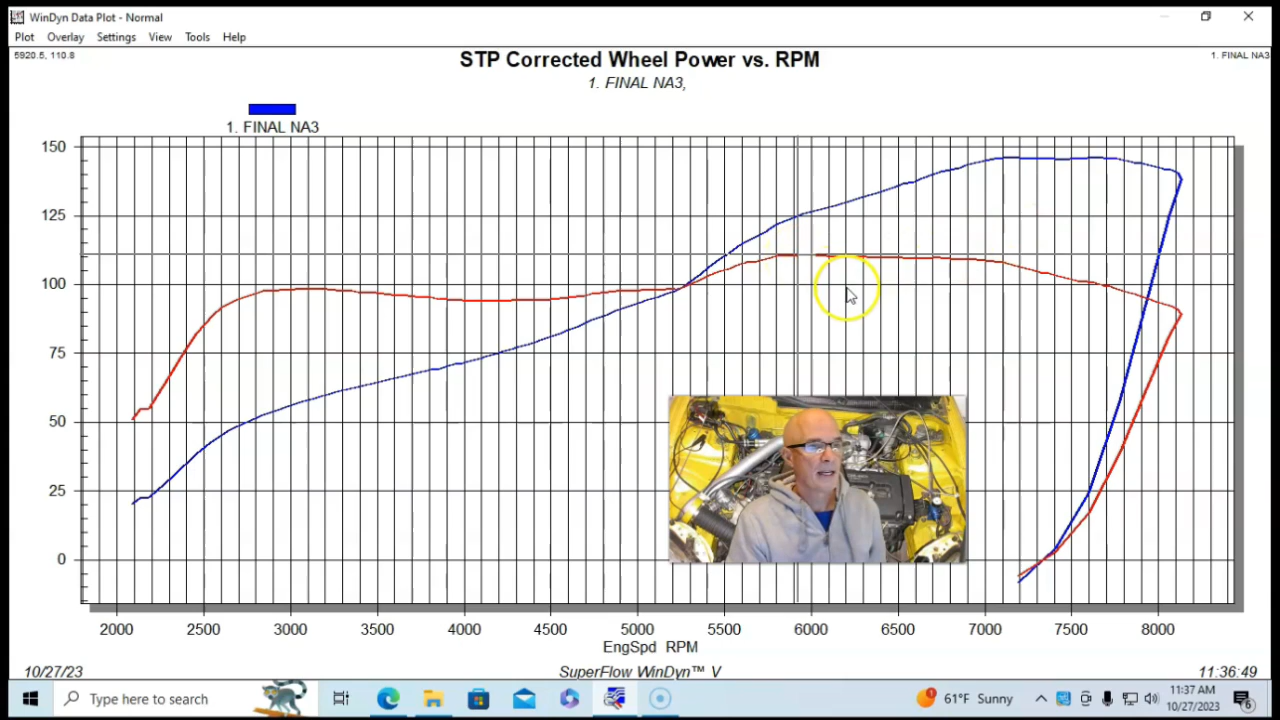 WinDyn Data Plot - Normal
Plot Overlay Settings View Tools Help
5920.5, 110.8
STP Corrected Wheel Power vs. RPM
1. FINAL NA3
1. FINAL NA3,
1. FINAL NA3
150
125
100
75
50
25
0
2000 2500 3000 3500 4000 4500 5000 5500 6000 6500 7000 7500 8000
EngSpd RPM
10/27/23 SuperFlow WinDyn™ V 11:36:49
Type here to search
61°F Sunny
11:37 AM
10/27/2023
1
6